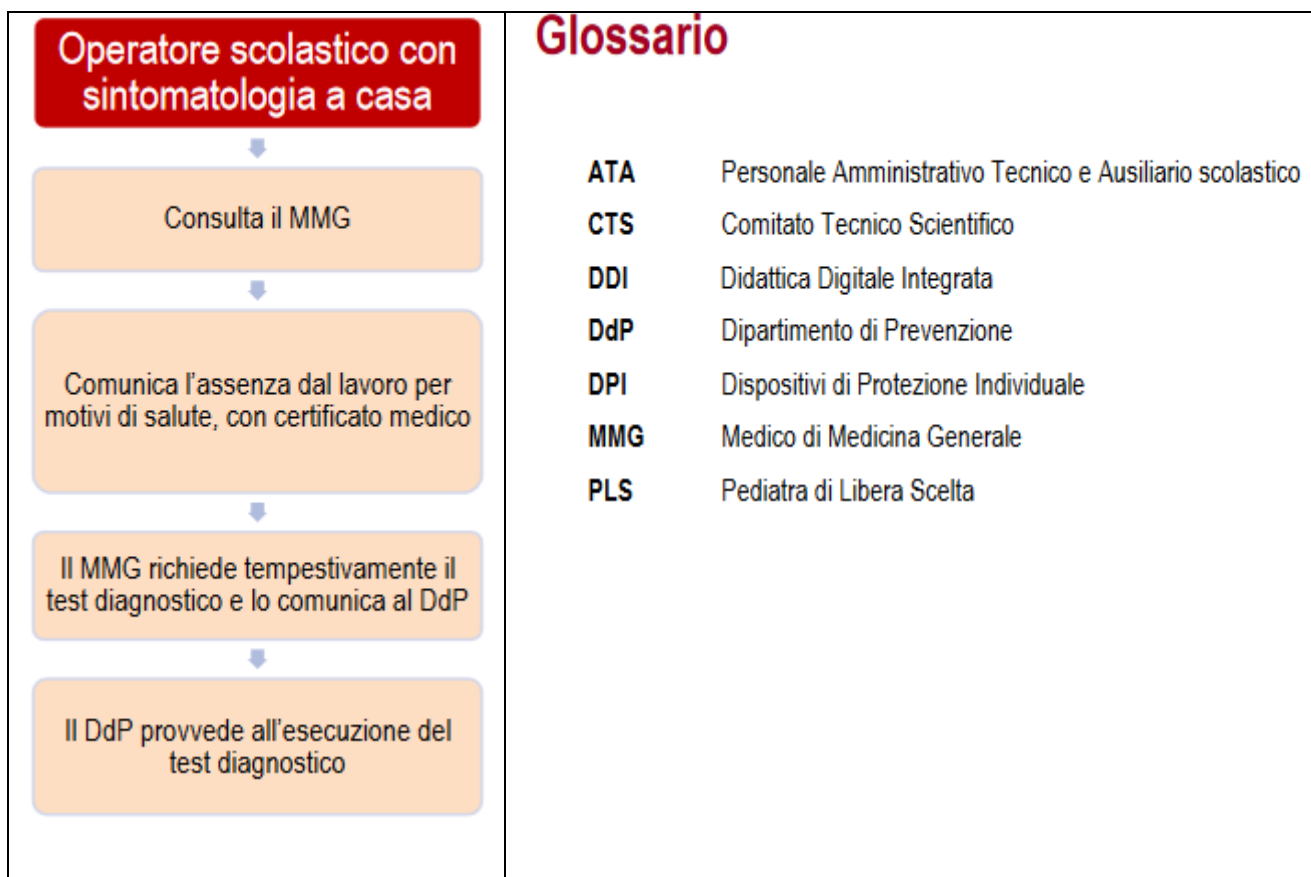 Operatore scolastico con
sintomatologia a casa
Consulta il MMG
Comunica l'assenza dal lavoro per
motivi di salute, con certificato medico
Il MMG richiede tempestivamente il
test diagnostico e lo comunica al DdP
Il DdP provvede all'esecuzione del
test diagnostico
Glossario
ATA Personale Amministrativo Tecnico e Ausiliario scolastico
CTS Comitato Tecnico Scientifico
DDI Didattica Digitale Integrata
DdP Dipartimento di Prevenzione
DPI Dispositivi di Protezione Individuale
MMG Medico di Medicina Generale
PLS Pediatra di Libera Scelta